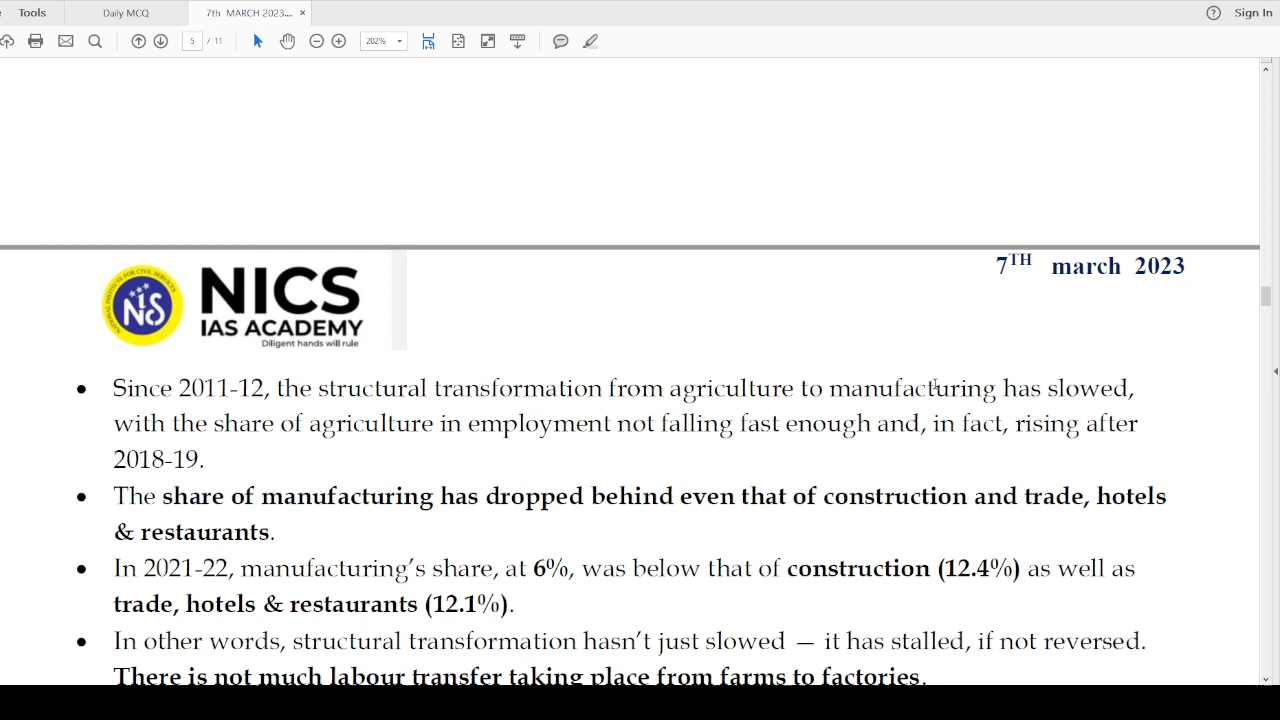 Tools
Daily MCQ
7th MARCH 2023....
Sign In
5 / 11
202%
7TH march 2023
NATIONAL INSTITUTE FOR CIVIL SERVICES
NICS
NICS
IAS ACADEMY
Diligent hands will rule
• Since 2011-12, the structural transformation from agriculture to manufacturing has slowed,
with the share of agriculture in employment not falling fast enough and, in fact, rising after
2018-19.
• The share of manufacturing has dropped behind even that of construction and trade, hotels
& restaurants.
• In 2021-22, manufacturing’s share, at 6%, was below that of construction (12.4%) as well as
trade, hotels & restaurants (12.1%).
• In other words, structural transformation hasn’t just slowed — it has stalled, if not reversed.
There is not much labour transfer taking place from farms to factories.